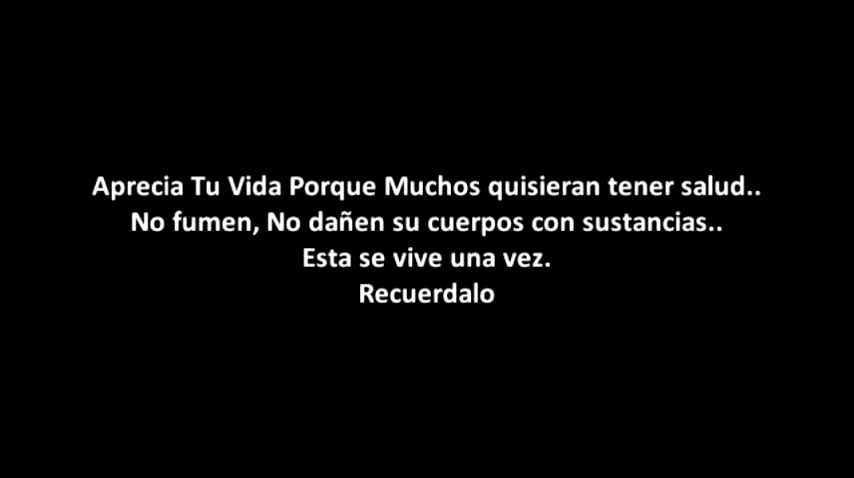 Aprecia Tu Vida Porque Muchos quisieran tener salud..
No fumen, No dañen su cuerpos con sustancias..
Esta se vive una vez.
Recuerdalo